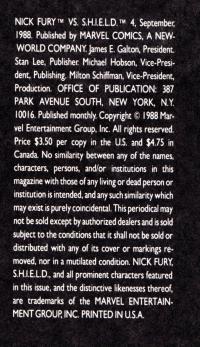 NICK FURY™ VS. S.H.I.E.L.D.™ 4, September,
1988. Published by MARVEL COMICS, A NEW-
WORLD COMPANY. James E. Galton, President.
Stan Lee, Publisher. Michael Hobson, Vice-Presi-
dent, Publishing. Milton Schiffman, Vice-President,
Production. OFFICE OF PUBLICATION: 387
PARK AVENUE SOUTH, NEW YORK, N.Y.
10016. Published monthly. Copyright © 1988 Mar-
vel Entertainment Group, Inc. All rights reserved.
Price $3.50 per copy in the U.S. and $4.75 in
Canada. No similarity between any of the names,
characters, persons, and/or institutions in this
magazine with those of any living or dead person or
institution is intended, and any such similarity which
may exist is purely coincidental. This periodical may
not be sold except by authorized dealers and is sold
subject to the conditions that it shall not be sold or
distributed with any of its cover or markings re-
moved, nor in a mutilated condition. NICK FURY,
S.H.I.E.L.D., and all prominent characters featured
in this issue, and the distinctive likenesses thereof,
are trademarks of the MARVEL ENTERTAIN-
MENT GROUP, INC. PRINTED IN U.S.A.